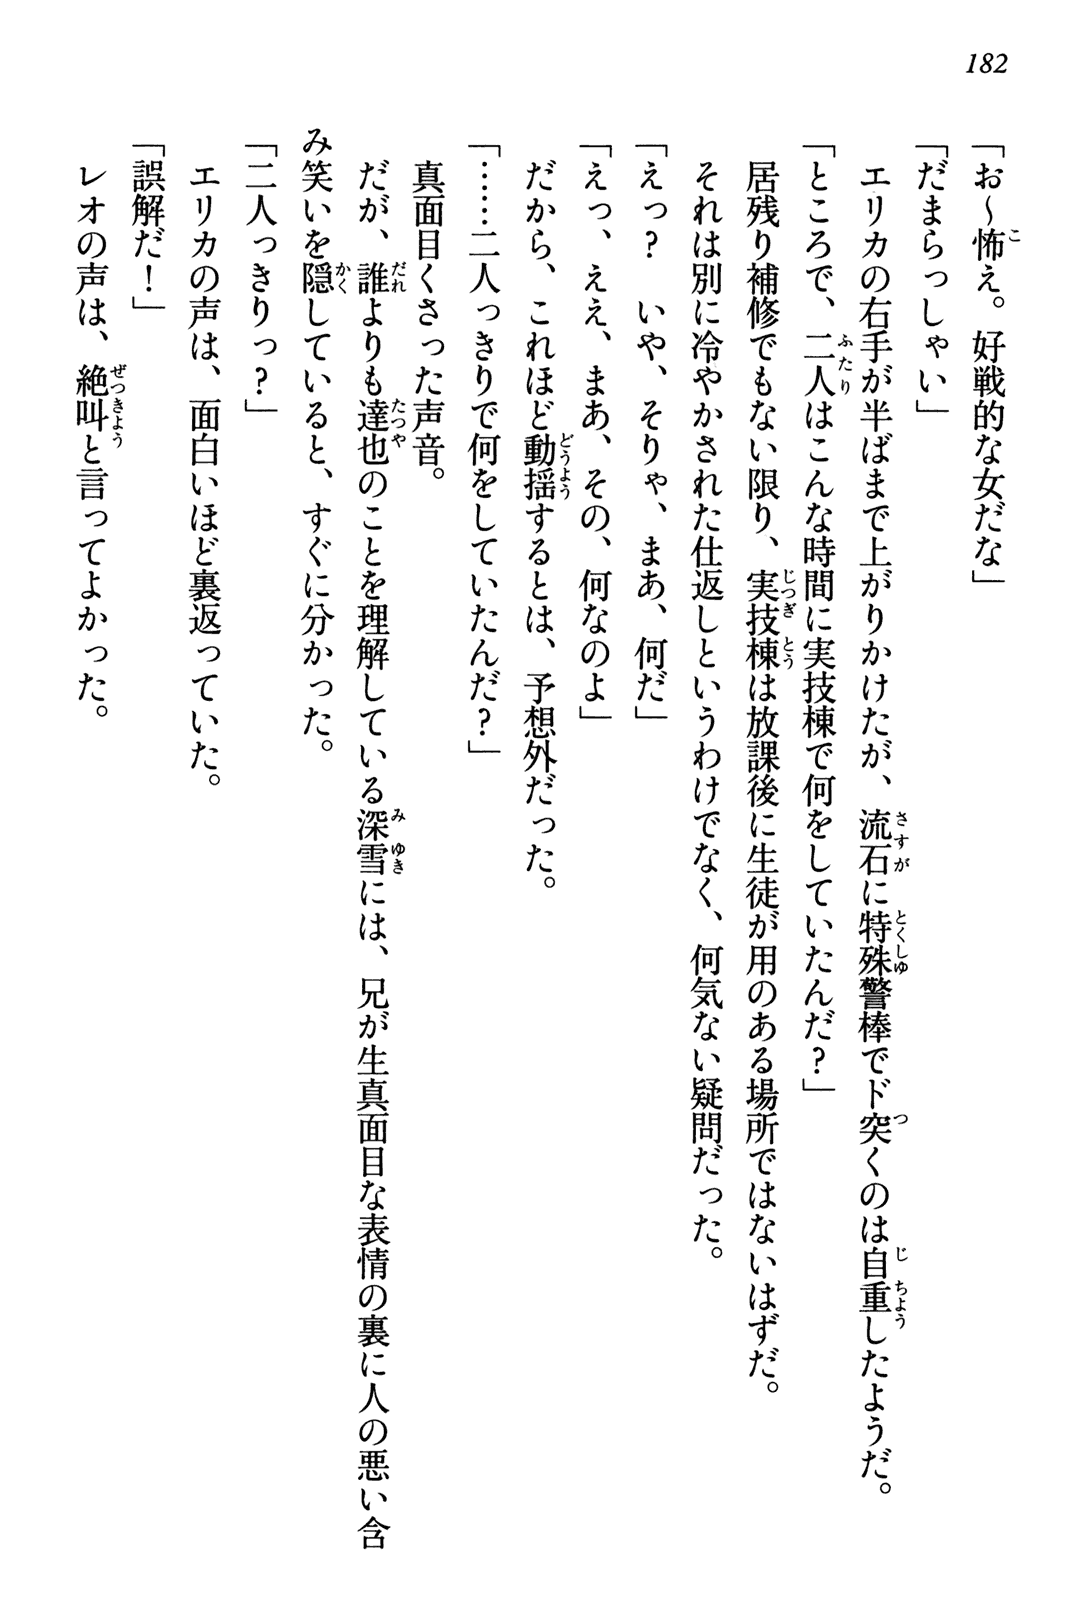 182
「お〜怖え。好戦的な女だな」
「だまらっしゃい」
エリカの右手が半ばまで上がりかけたが、流石に特殊警棒でド突くのは自重したようだ。
「ところで、二人はこんな時間に実技棟で何をしていたんだ?」
居残り補修でもない限り、実技棟は放課後に生徒が用のある場所ではないはずだ。
それは別に冷やかされた仕返しというわけでなく、何気ない疑問だった。
「えっ? いや、そりゃ、まあ、何だ」
「えっ、ええ、まあ、その、何なのよ」
だから、これほど動揺するとは、予想外だった。
「……二人っきりで何をしていたんだ?」
真面目くさった声音。
だが、誰よりも達也のことを理解している深雪には、兄が生真面目な表情の裏に人の悪い含
み笑いを隠していると、すぐに分かった。
「二人っきりっ?」
エリカの声は、面白いほど裏返っていた。
「誤解だ!」
レオの声は、絶叫と言ってよかった。